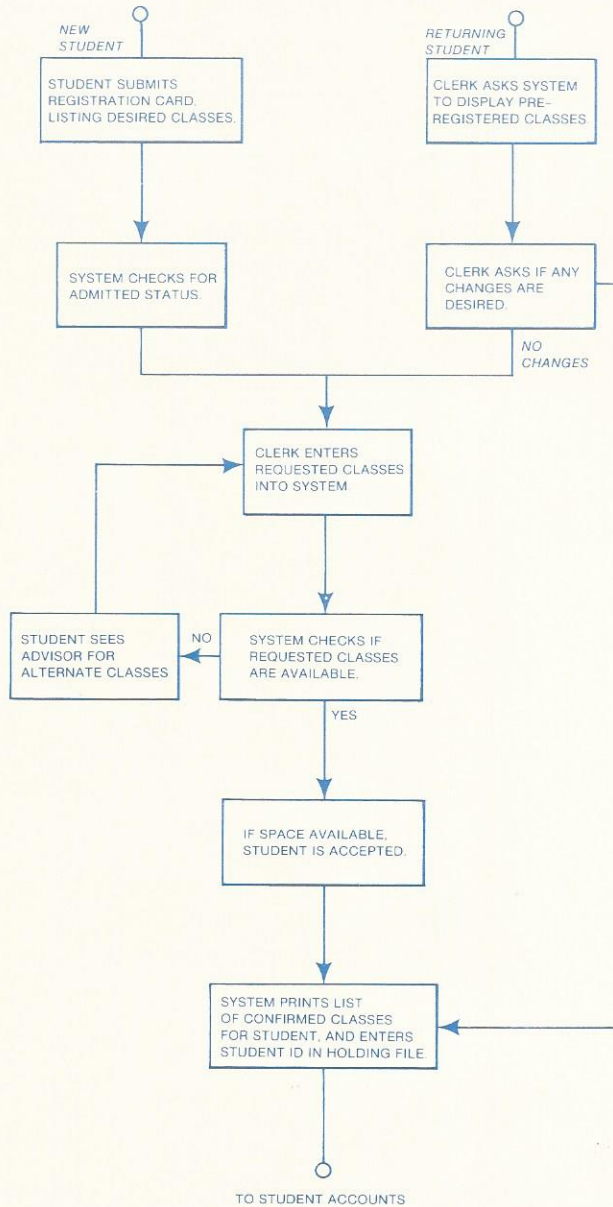 NEW
STUDENT
STUDENT SUBMITS
REGISTRATION CARD.
LISTING DESIRED CLASSES.
SYSTEM CHECKS FOR
ADMITTED STATUS.
RETURNING
STUDENT
CLERK ASKS SYSTEM
TO DISPLAY PRE-
REGISTERED CLASSES.
CLERK ASKS IF ANY
CHANGES ARE
DESIRED.
NO
CHANGES
CLERK ENTERS
REQUESTED CLASSES
INTO SYSTEM.
STUDENT SEES
ADVISOR FOR
ALTERNATE CLASSES
NO
SYSTEM CHECKS IF
REQUESTED CLASSES
ARE AVAILABLE.
YES
IF SPACE AVAILABLE,
STUDENT IS ACCEPTED.
SYSTEM PRINTS LIST
OF CONFIRMED CLASSES
FOR STUDENT, AND ENTERS
STUDENT ID IN HOLDING FILE.
TO STUDENT ACCOUNTS